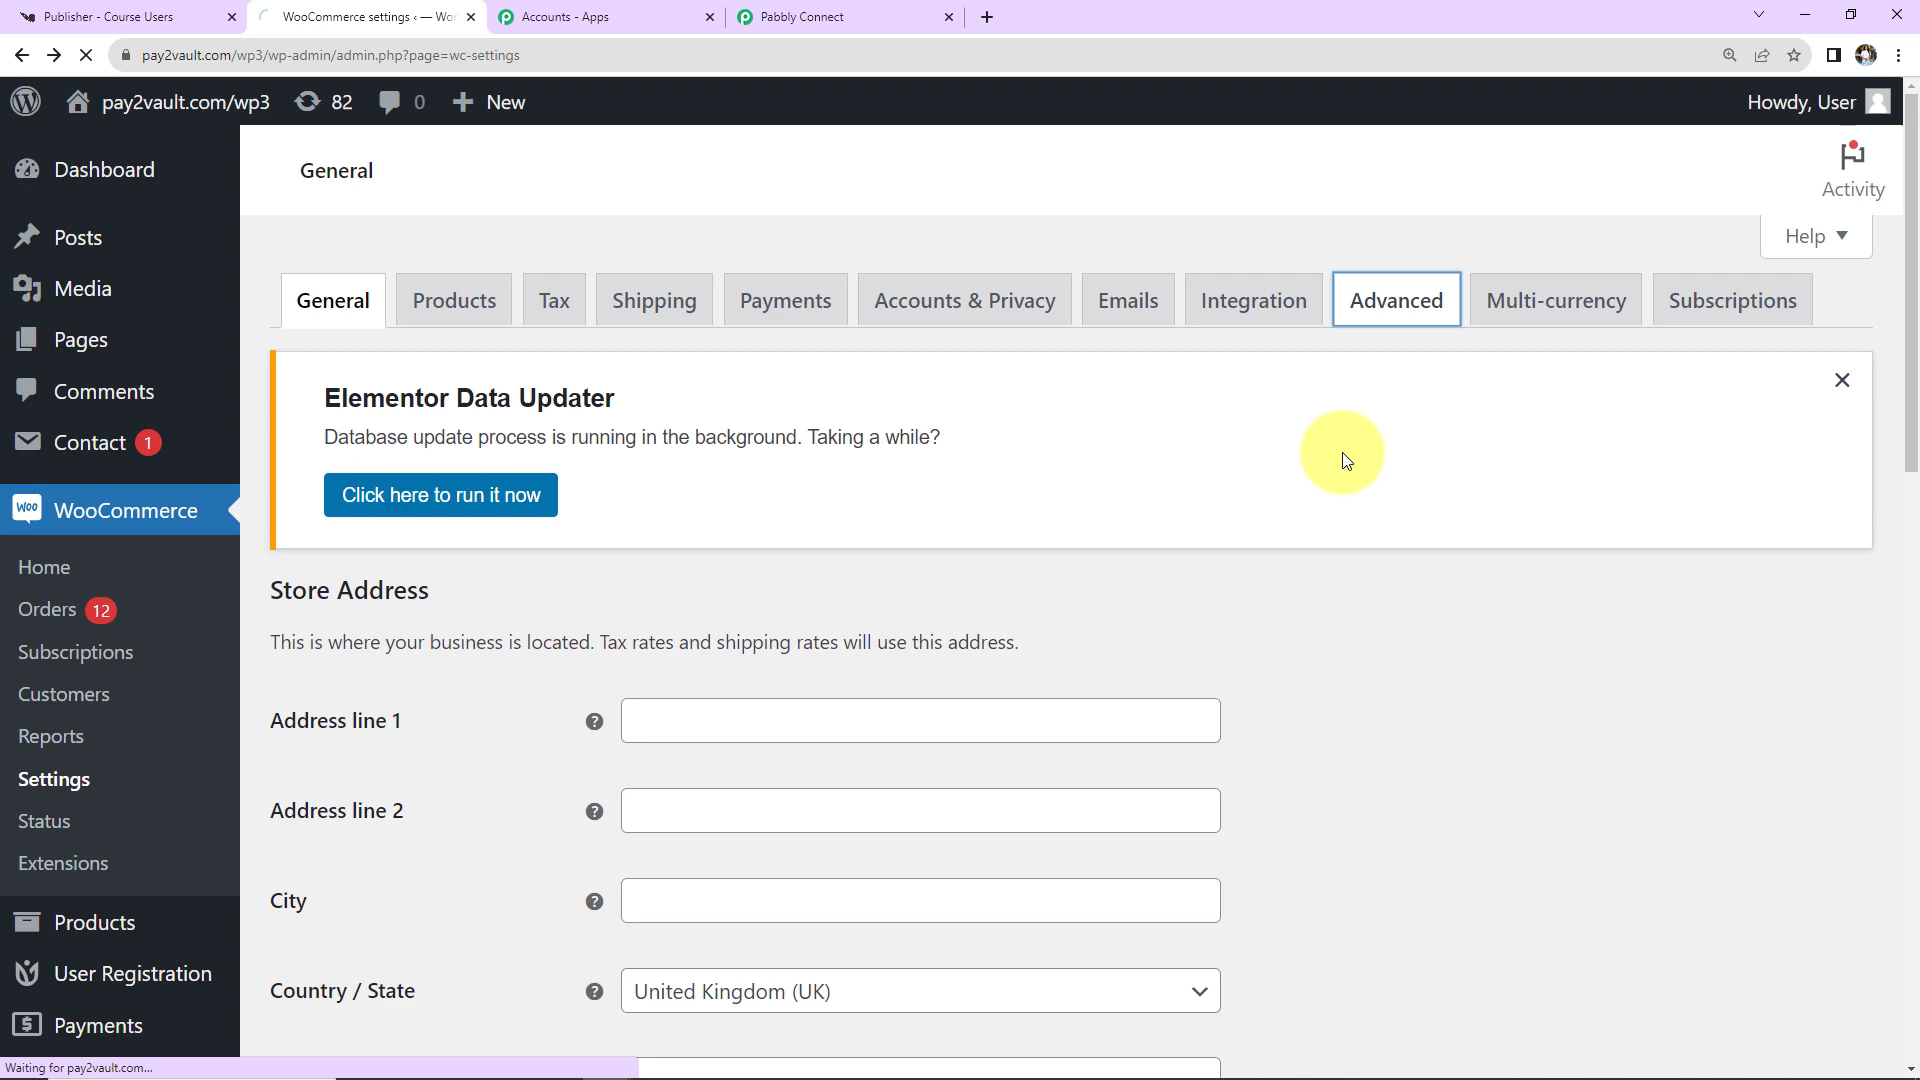 Publisher - Course Users
WooCommerce settings ‹ — Wor
Accounts - Apps
Pabbly Connect
pay2vault.com/wp3/wp-admin/admin.php?page=wc-settings
pay2vault.com/wp3
82
0
New
Howdy, User
Dashboard
Posts
Media
Pages
Comments
Contact 1
WooCommerce
Home
Orders 12
Subscriptions
Customers
Reports
Settings
Status
Extensions
Products
User Registration
Payments
General
Activity
Help
General
Products
Tax
Shipping
Payments
Accounts & Privacy
Emails
Integration
Advanced
Multi-currency
Subscriptions
Elementor Data Updater
Database update process is running in the background. Taking a while?
Click here to run it now
Store Address
This is where your business is located. Tax rates and shipping rates will use this address.
Address line 1
Address line 2
City
Country / State
United Kingdom (UK)
Waiting for pay2vault.com...